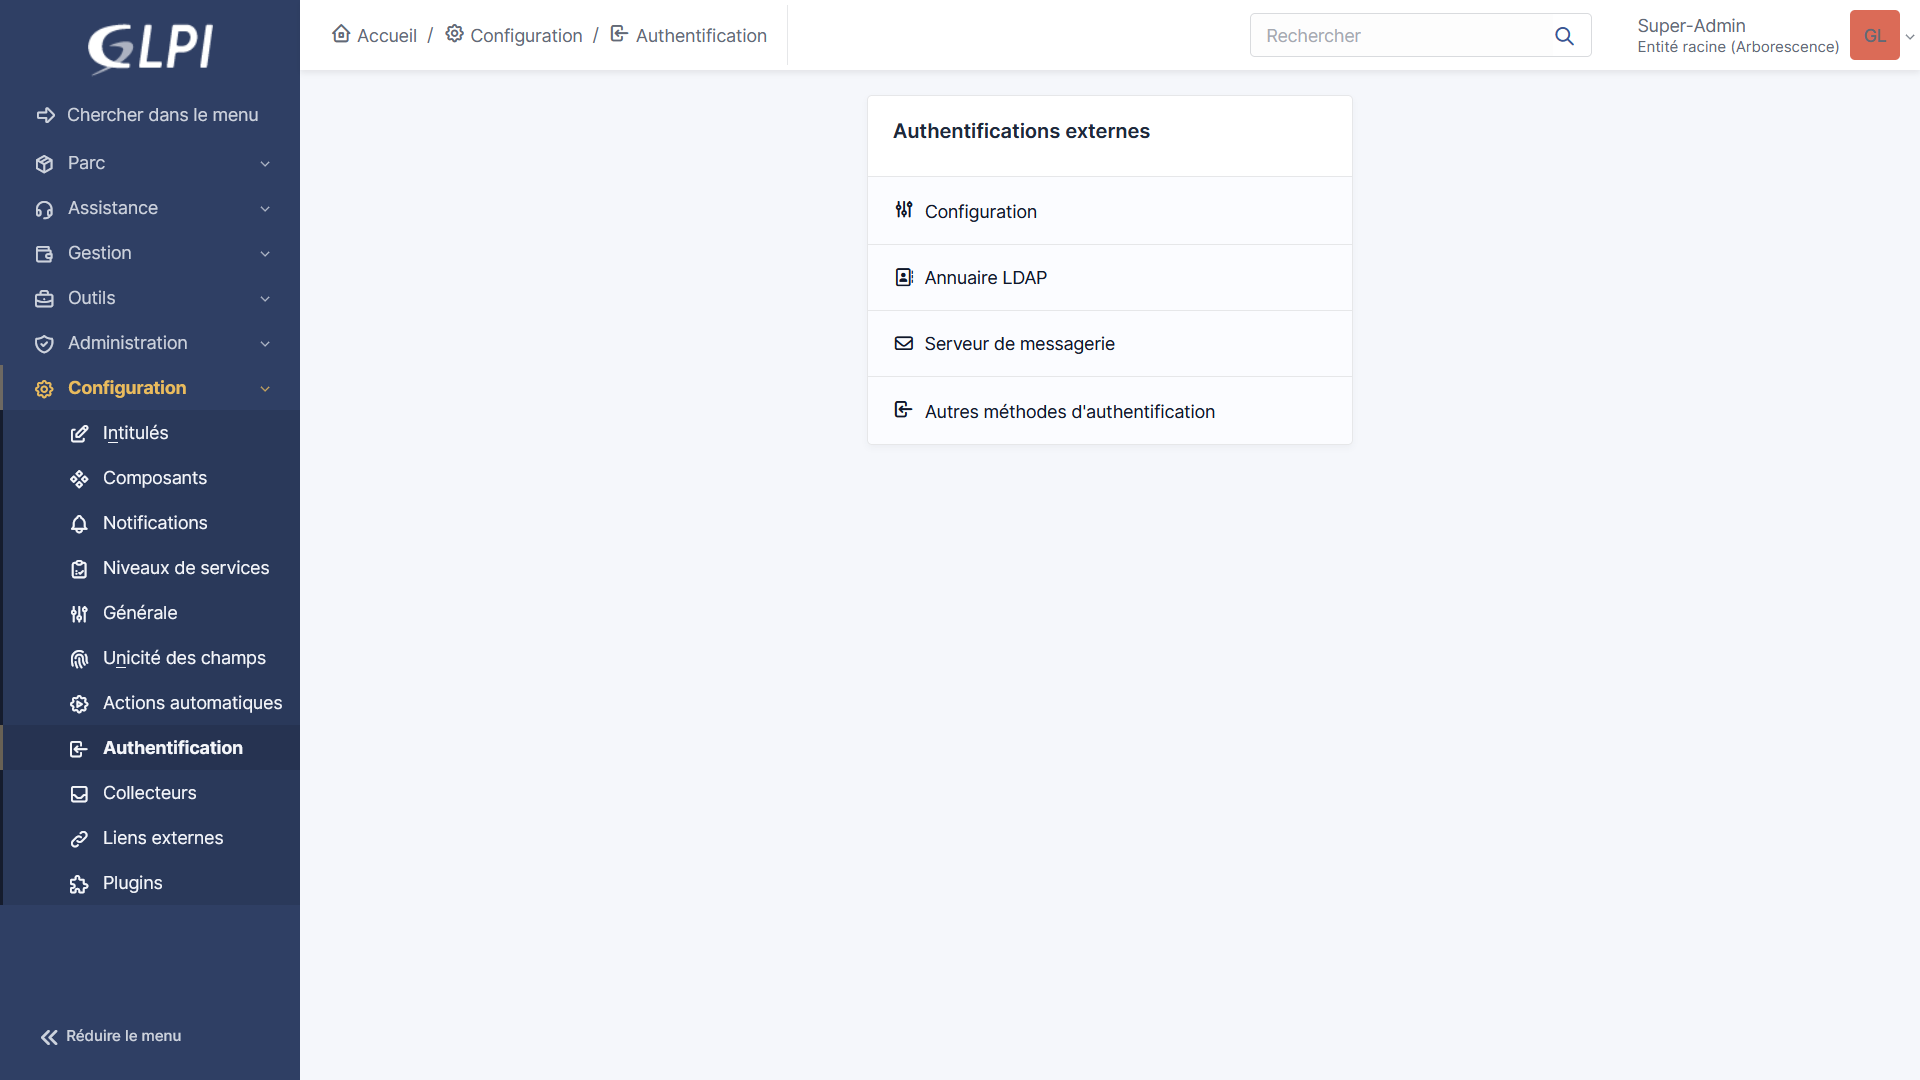 GLPI
Chercher dans le menu
Parc
Assistance
Gestion
Outils
Administration
Configuration
Intitulés
Composants
Notifications
Niveaux de services
Générale
Unicité des champs
Actions automatiques
Authentification
Collecteurs
Liens externes
Plugins
Réduire le menu
Accueil / Configuration / Authentification
Rechercher
Super-Admin
Entité racine (Arborescence)
GL
Authentifications externes
Configuration
Annuaire LDAP
Serveur de messagerie
Autres méthodes d'authentification